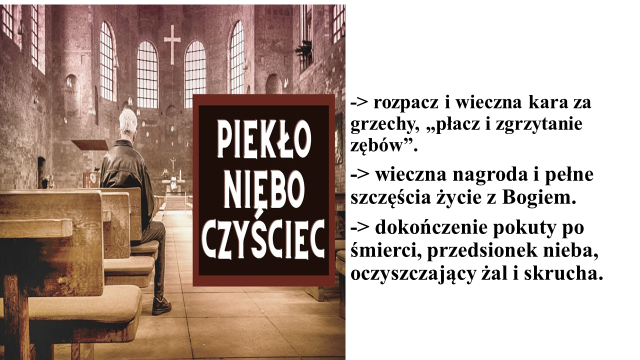 PIEKŁO
NIEBO
CZYŚCIEC
-> rozpacz i wieczna kara za
grzechy, „płacz i zgrzytanie
zębów”.
-> wieczna nagroda i pełne
szczęścia życie z Bogiem.
-> dokończenie pokuty po
śmierci, przedsionek nieba,
oczyszczający żal i skrucha.